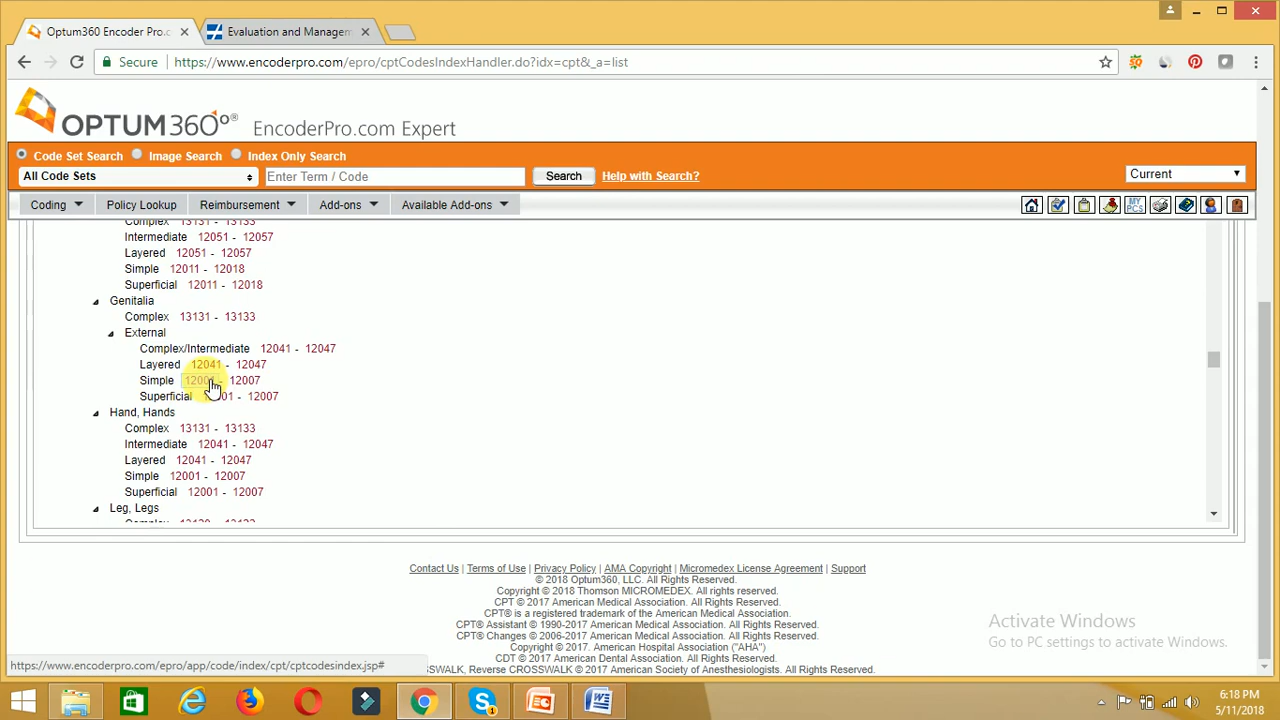 Optum360 Encoder Pro.c
Evaluation and Managem
Secure
https://www.encoderpro.com/epro/cptCodesIndexHandler.do?idx=cpt&_a=list
OPTUM360°® EncoderPro.com Expert
Code Set Search Image Search Index Only Search
All Code Sets Enter Term / Code Search Help with Search? Current
Coding Policy Lookup Reimbursement Add-ons Available Add-ons
MY PCS
Complex 13131 - 13133
Intermediate 12051 - 12057
Layered 12051 - 12057
Simple 12011 - 12018
Superficial 12011 - 12018
Genitalia
Complex 13131 - 13133
External
Complex/Intermediate 12041 - 12047
Layered 12041 - 12047
Simple 12001 - 12007
Superficial 12001 - 12007
Hand, Hands
Complex 13131 - 13133
Intermediate 12041 - 12047
Layered 12041 - 12047
Simple 12001 - 12007
Superficial 12001 - 12007
Leg, Legs
Contact Us | Terms of Use | Privacy Policy | AMA Copyright | Micromedex License Agreement | Support
© 2018 Optum360, LLC. All Rights Reserved.
Copyright © 2018 Thomson MICROMEDEX. All rights reserved.
CPT © 2017 American Medical Association. All Rights Reserved.
CPT® is a registered trademark of the American Medical Association.
CPT® Assistant © 1990-2017 American Medical Association. All Rights Reserved.
CPT® Changes © 2006-2017 American Medical Association. All Rights Reserved.
Copyright © 2017. American Hospital Association ("AHA")
CDT © 2017 American Dental Association. All Rights Reserved.
SSWALK, Reverse CROSSWALK © 2017 American Society of Anesthesiologists. All Rights Reserved.
Activate Windows
Go to PC settings to activate Windows.
https://www.encoderpro.com/epro/app/code/index/cpt/cptcodesindex.jsp#
6:18 PM
5/11/2018